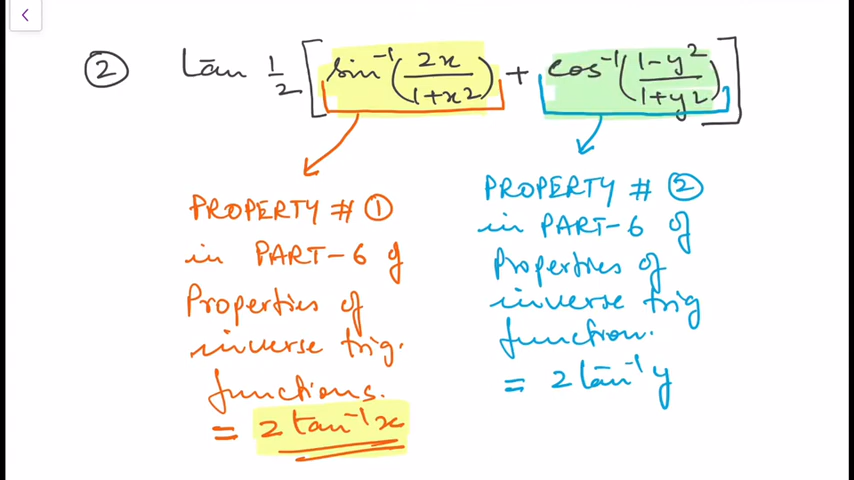 ② tan 1/2 [sin⁻¹(2x/1+x2) + cos⁻¹(1-y²/1+y2)]
PROPERTY # ①
in PART-6 of
Properties of
inverse trig.
functions.
= 2 tan⁻¹x
PROPERTY # ②
in PART-6 of
Properties of
inverse trig
function.
= 2 tan⁻¹ y